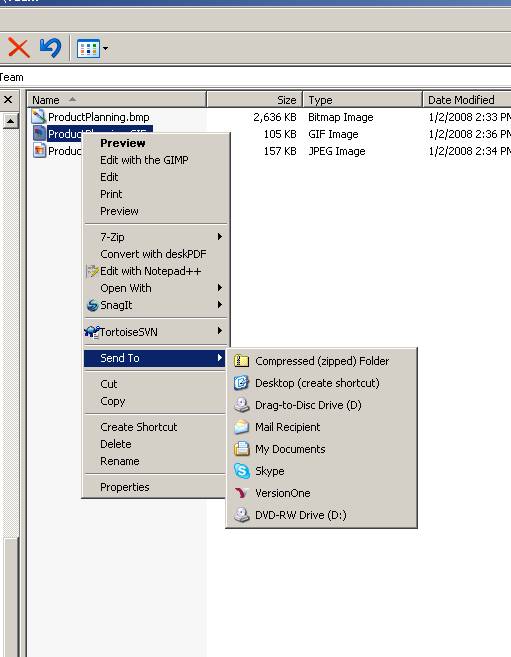 Team
Name Size Type Date Modified
ProductPlanning.bmp 2,636 KB Bitmap Image 1/2/2008 2:33 PM
ProductPlanning.GIF 105 KB GIF Image 1/2/2008 2:36 PM
Produc 157 KB JPEG Image 1/2/2008 2:34 PM
Preview
Edit with the GIMP
Edit
Print
Preview
7-Zip
Convert with deskPDF
Edit with Notepad++
Open With
SnagIt
TortoiseSVN
Send To
Cut
Copy
Create Shortcut
Delete
Rename
Properties
Compressed (zipped) Folder
Desktop (create shortcut)
Drag-to-Disc Drive (D)
Mail Recipient
My Documents
Skype
VersionOne
DVD-RW Drive (D:)